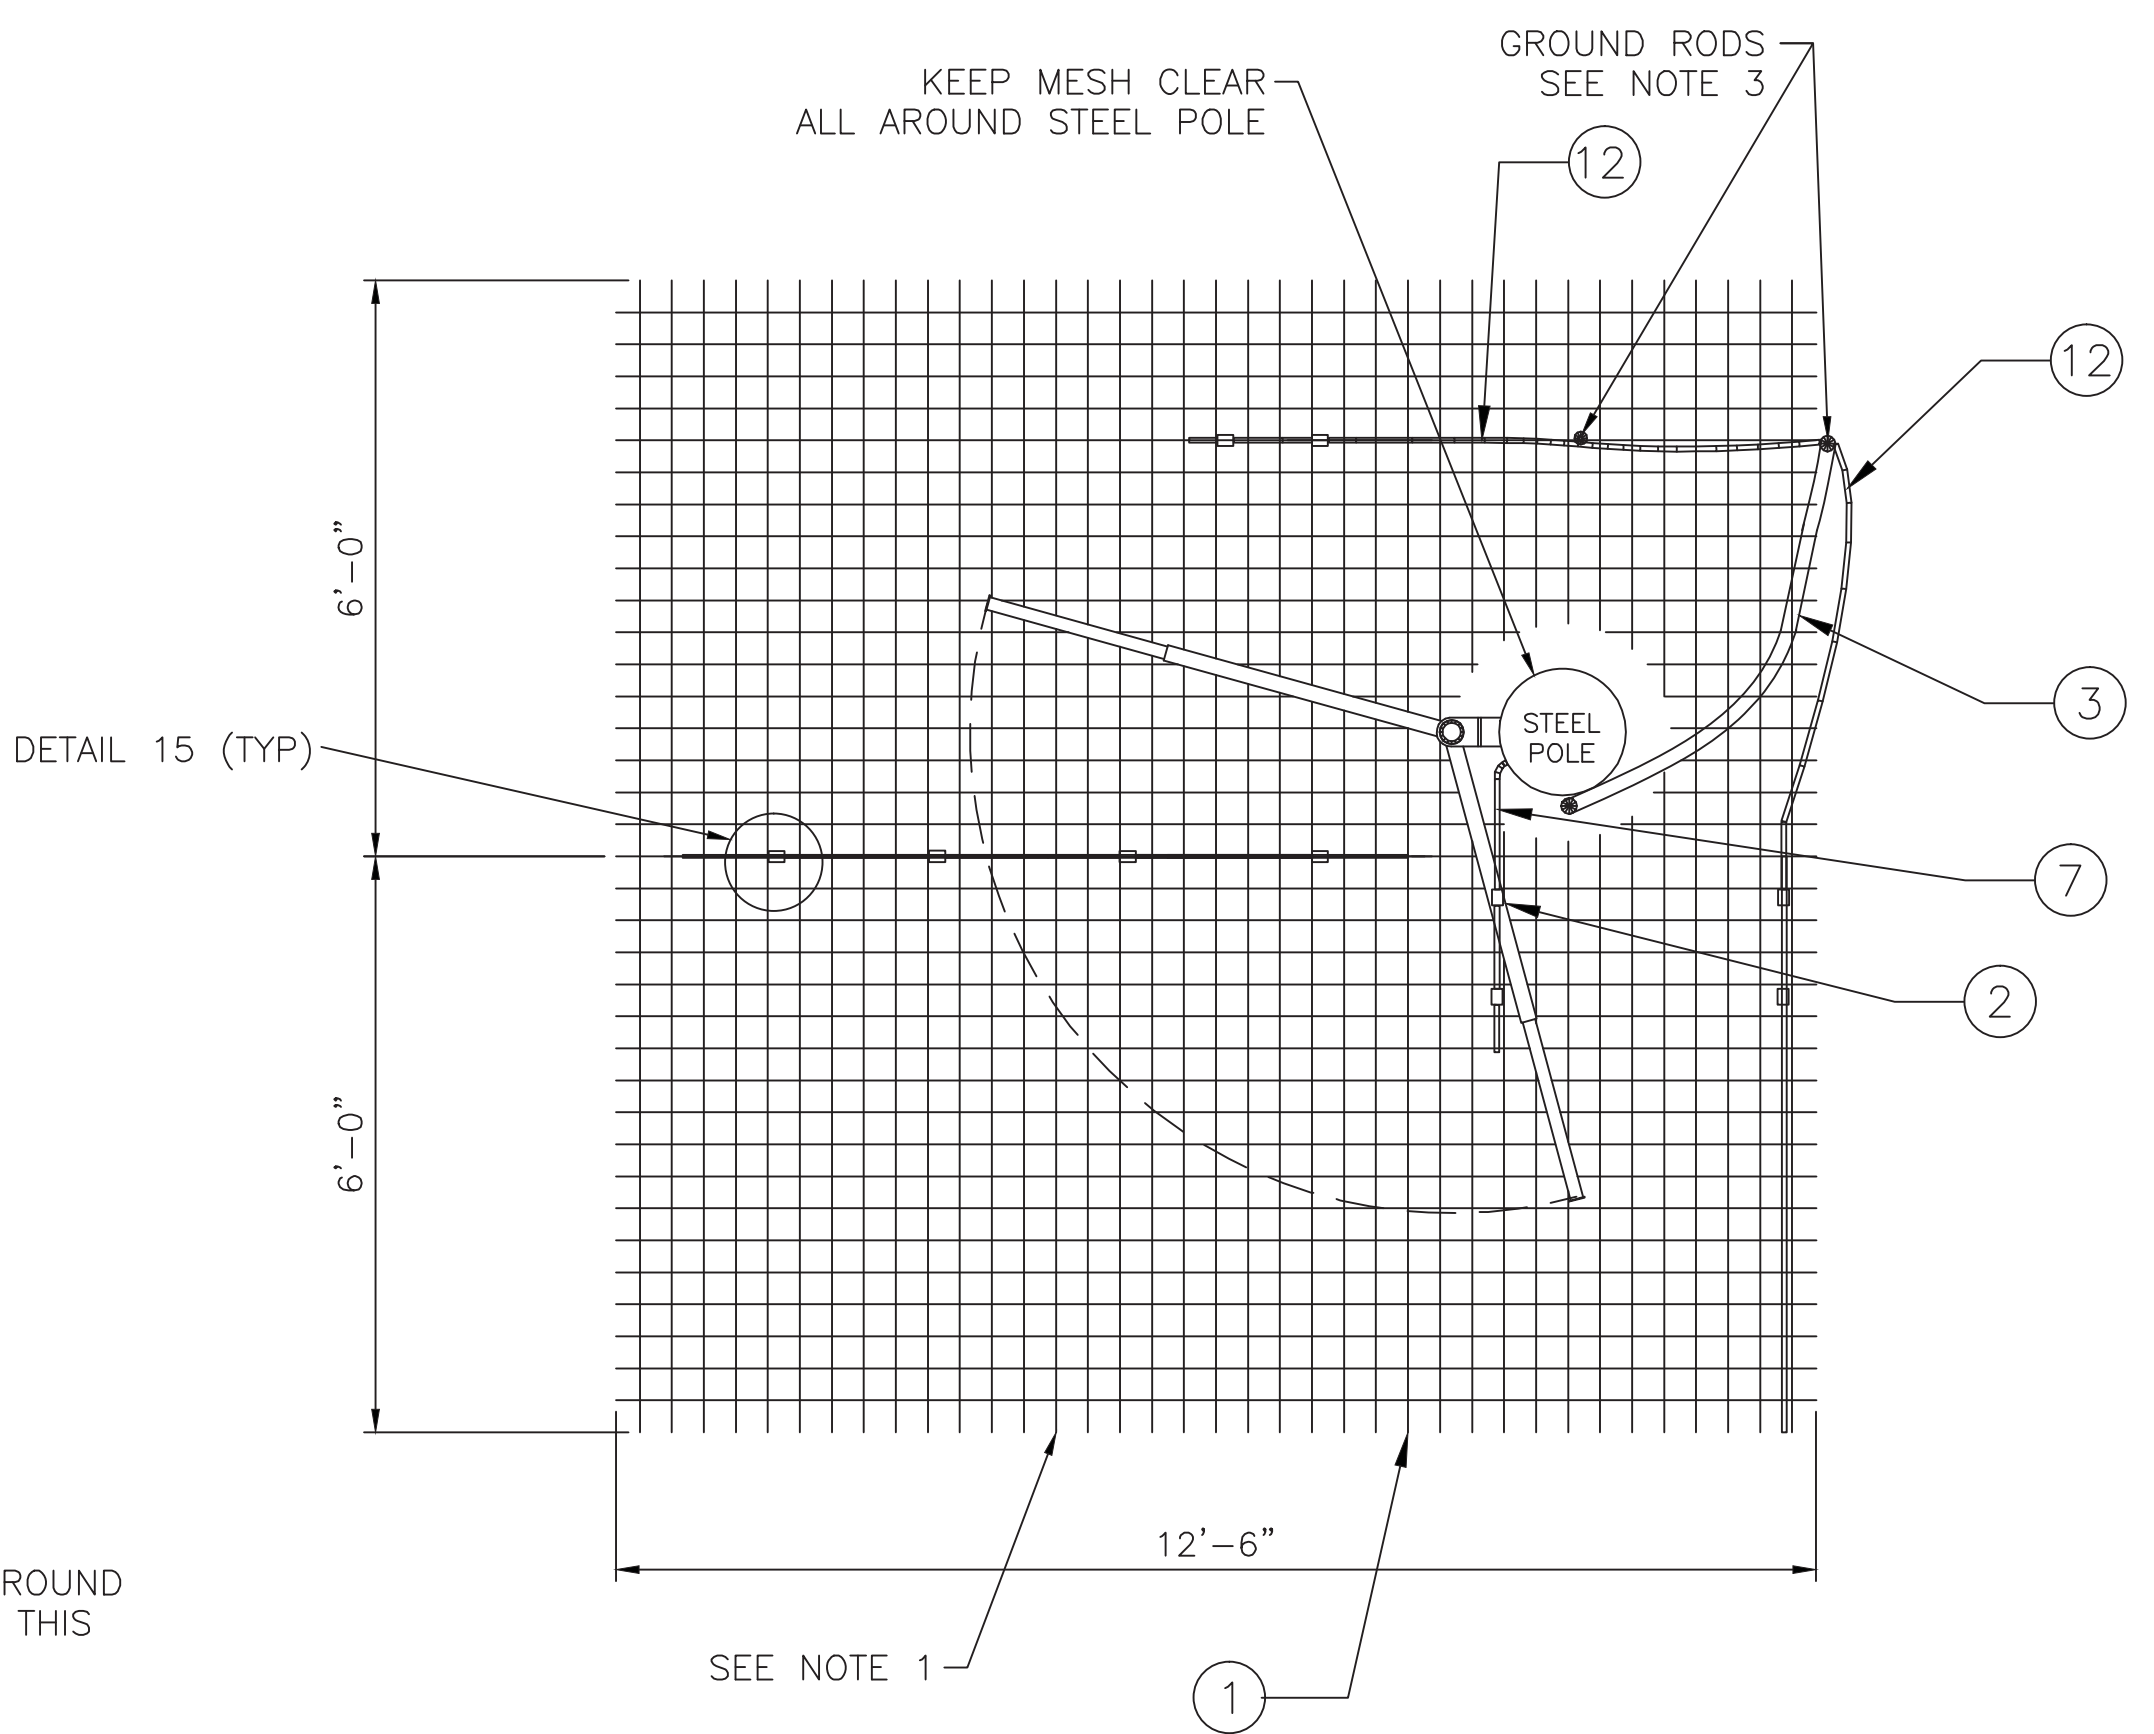 GROUND RODS
SEE NOTE 3
KEEP MESH CLEAR
ALL AROUND STEEL POLE
12
12
6'-0"
3
STEEL
POLE
DETAIL 15 (TYP)
7
2
6'-0"
12'-6"
ROUND
THIS
SEE NOTE 1
1